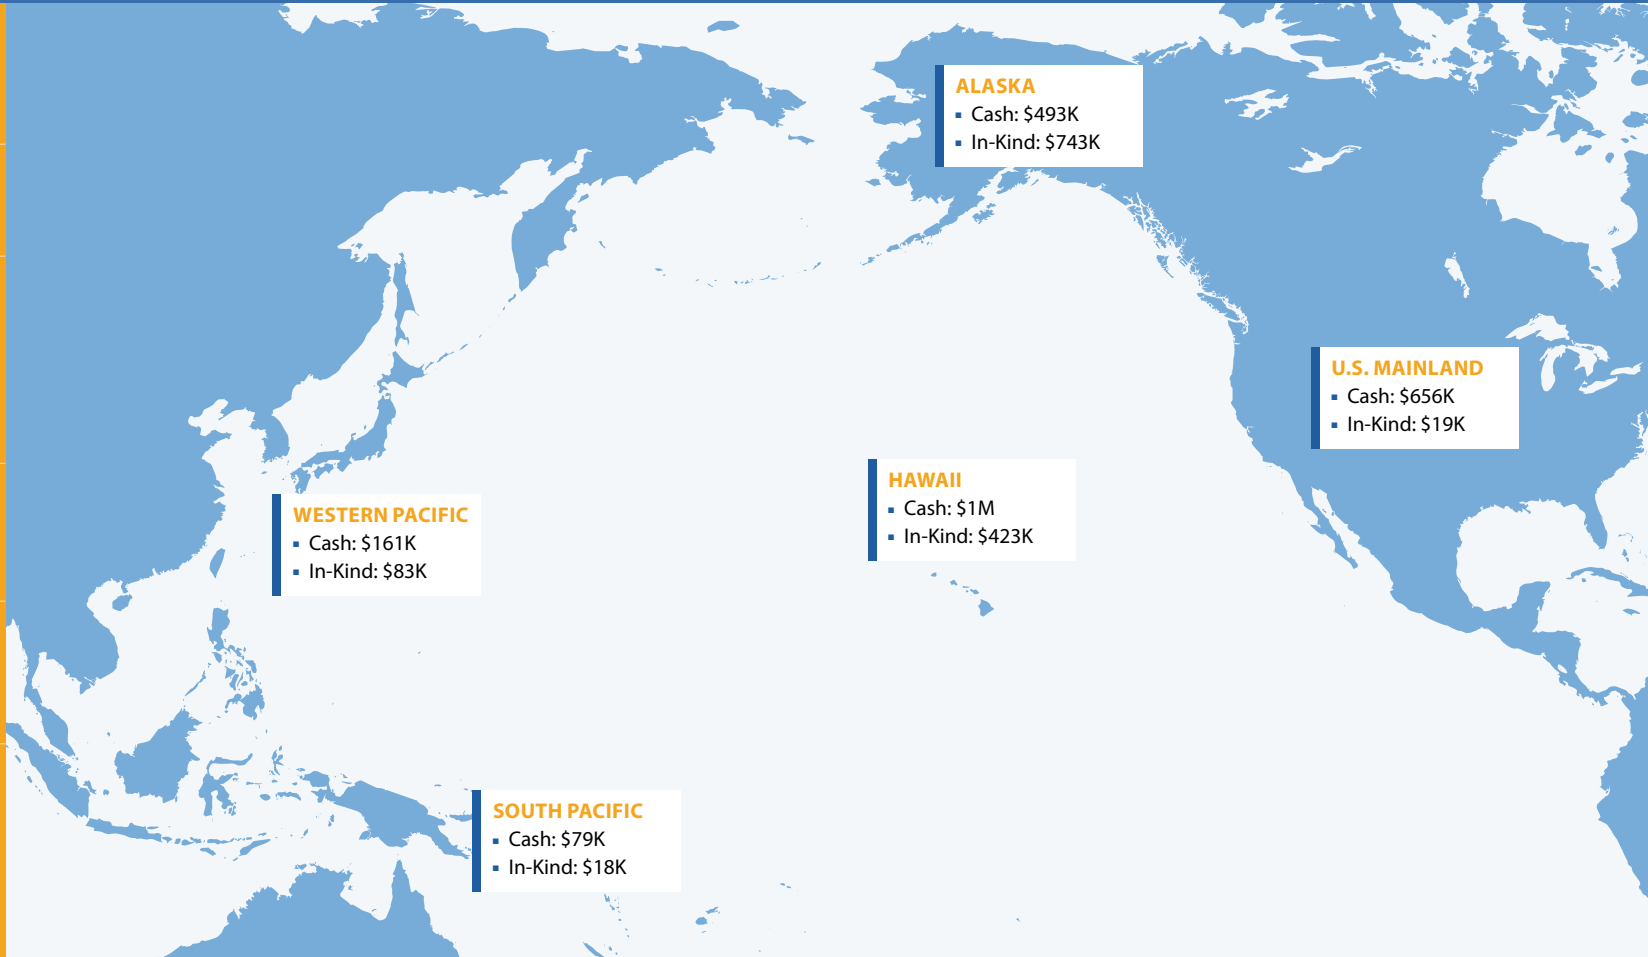 ALASKA
▪ Cash: $493K
▪ In-Kind: $743K
U.S. MAINLAND
▪ Cash: $656K
▪ In-Kind: $19K
HAWAII
▪ Cash: $1M
▪ In-Kind: $423K
WESTERN PACIFIC
▪ Cash: $161K
▪ In-Kind: $83K
SOUTH PACIFIC
▪ Cash: $79K
▪ In-Kind: $18K